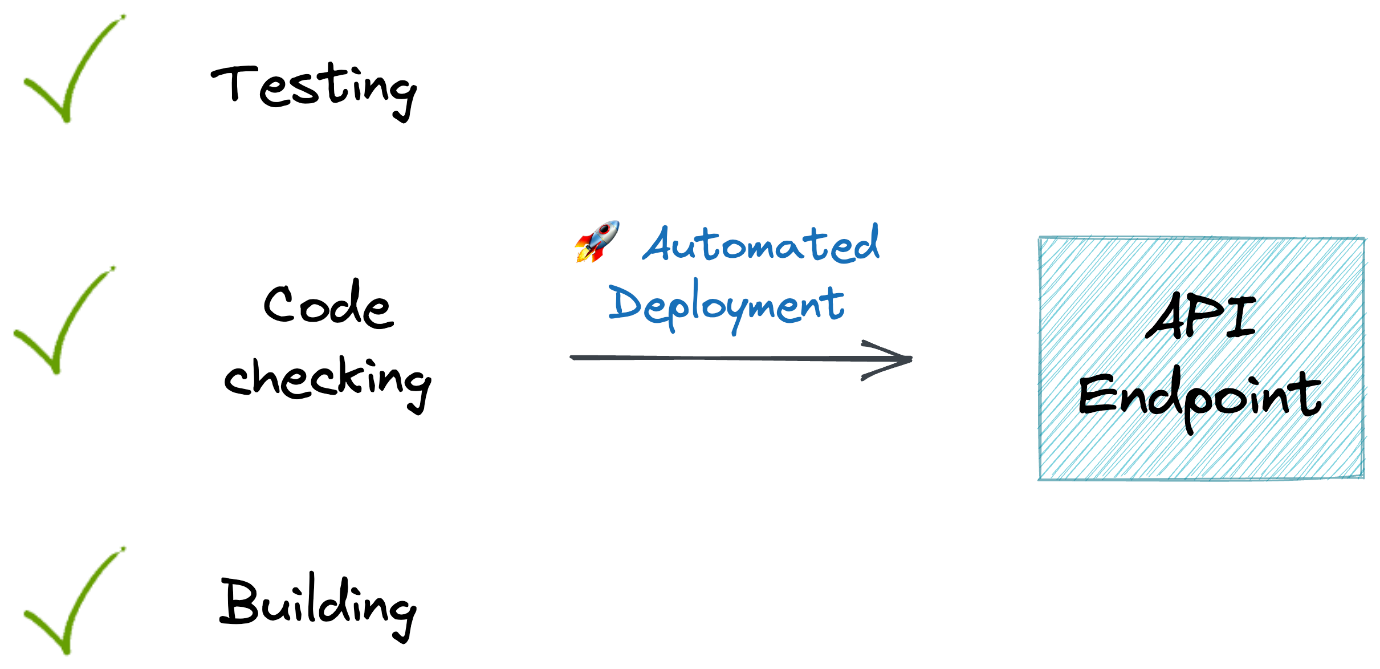 Testing
Code
checking
🚀 Automated
Deployment
API
Endpoint
Building